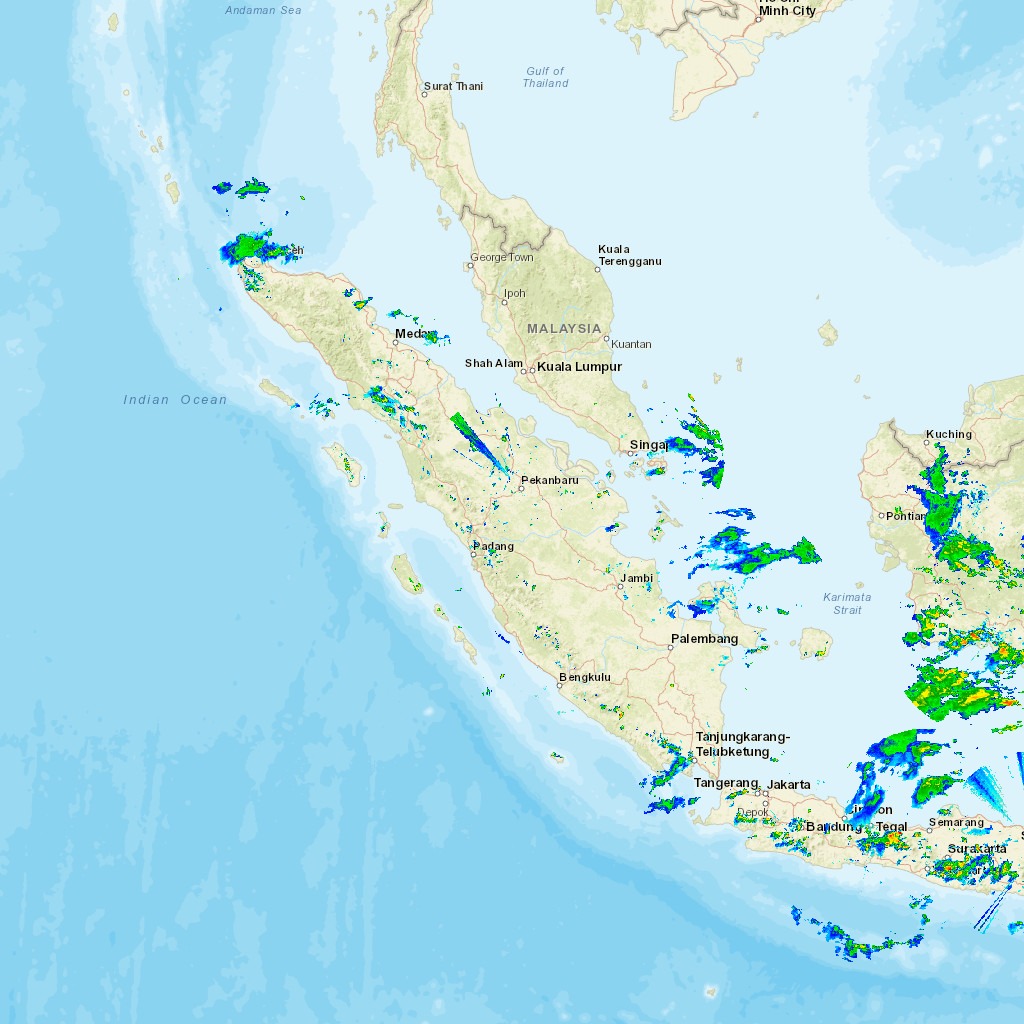 Andaman Sea
Minh City
Gulf of
Thailand
Surat Thani
Kuala
Terengganu
George Town
Ipoh
MALAYSIA
Kuantan
Shah Alam
Kuala Lumpur
Indian Ocean
Kuching
Pekanbaru
Padang
Jambi
Karimata
Strait
Palembang
Bengkulu
Tanjungkarang-
Telubketung
Tangerang
Jakarta
Depok
Bandung
Tegal
Semarang
Surakarta